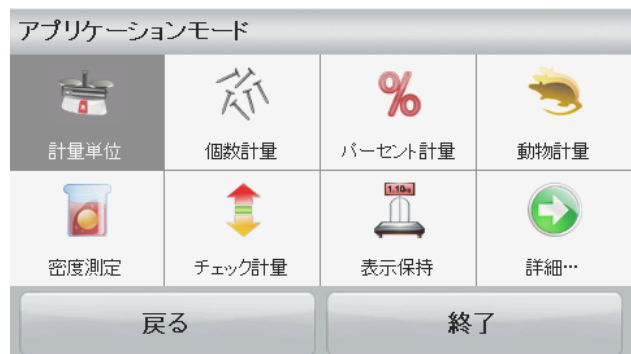 アプリケーションモード
計量単位 個数計量 パーセント計量 動物計量
1.10kg
密度測定 チェック計量 表示保持 詳細…
戻る 終了